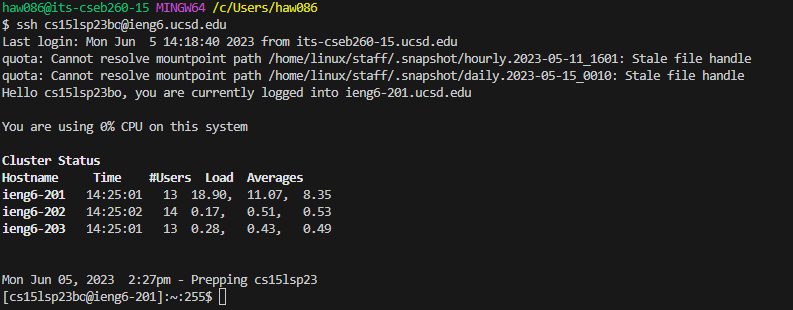 haw086@its-cseb260-15 MINGW64 /c/Users/haw086
$ ssh cs15lsp23bo@ieng6.ucsd.edu
Last login: Mon Jun  5 14:18:40 2023 from its-cseb260-15.ucsd.edu
quota: Cannot resolve mountpoint path /home/linux/staff/.snapshot/hourly.2023-05-11_1601: Stale file handle
quota: Cannot resolve mountpoint path /home/linux/staff/.snapshot/daily.2023-05-15_0010: Stale file handle
Hello cs15lsp23bo, you are currently logged into ieng6-201.ucsd.edu
You are using 0% CPU on this system
Cluster Status
Hostname     Time    #Users  Load  Averages
ieng6-201   14:25:01   13  18.90,  11.07,  8.35
ieng6-202   14:25:02   14  0.17,  0.51,  0.53
ieng6-203   14:25:01   13  0.28,  0.43,  0.49
Mon Jun 05, 2023  2:27pm - Prepping cs15lsp23
[cs15lsp23bo@ieng6-201]:~:255$